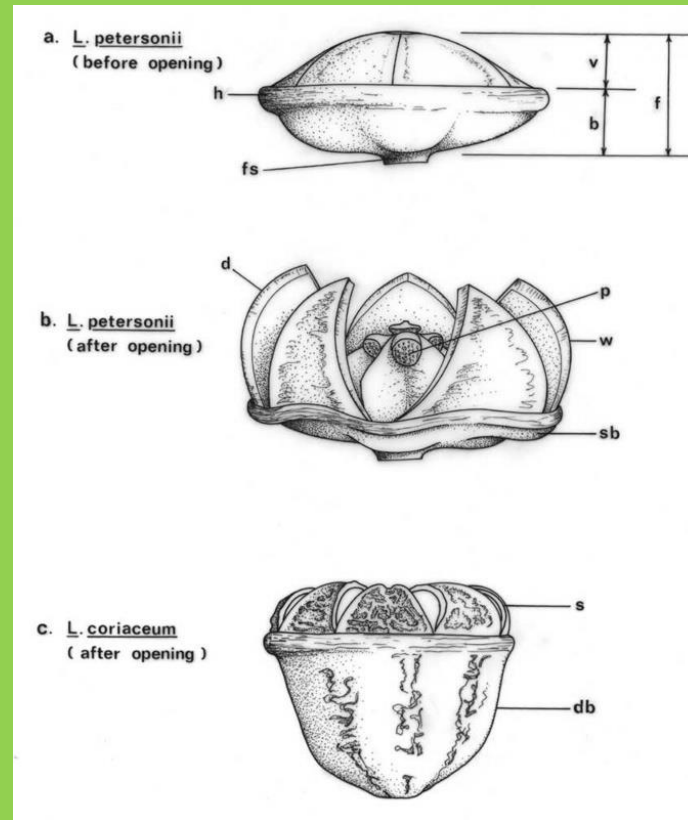 a. L. petersonii
(before opening)
h
fs
v
b
f
b. L. petersonii
(after opening)
d
p
w
sb
c. L. coriaceum
( after opening )
s
db